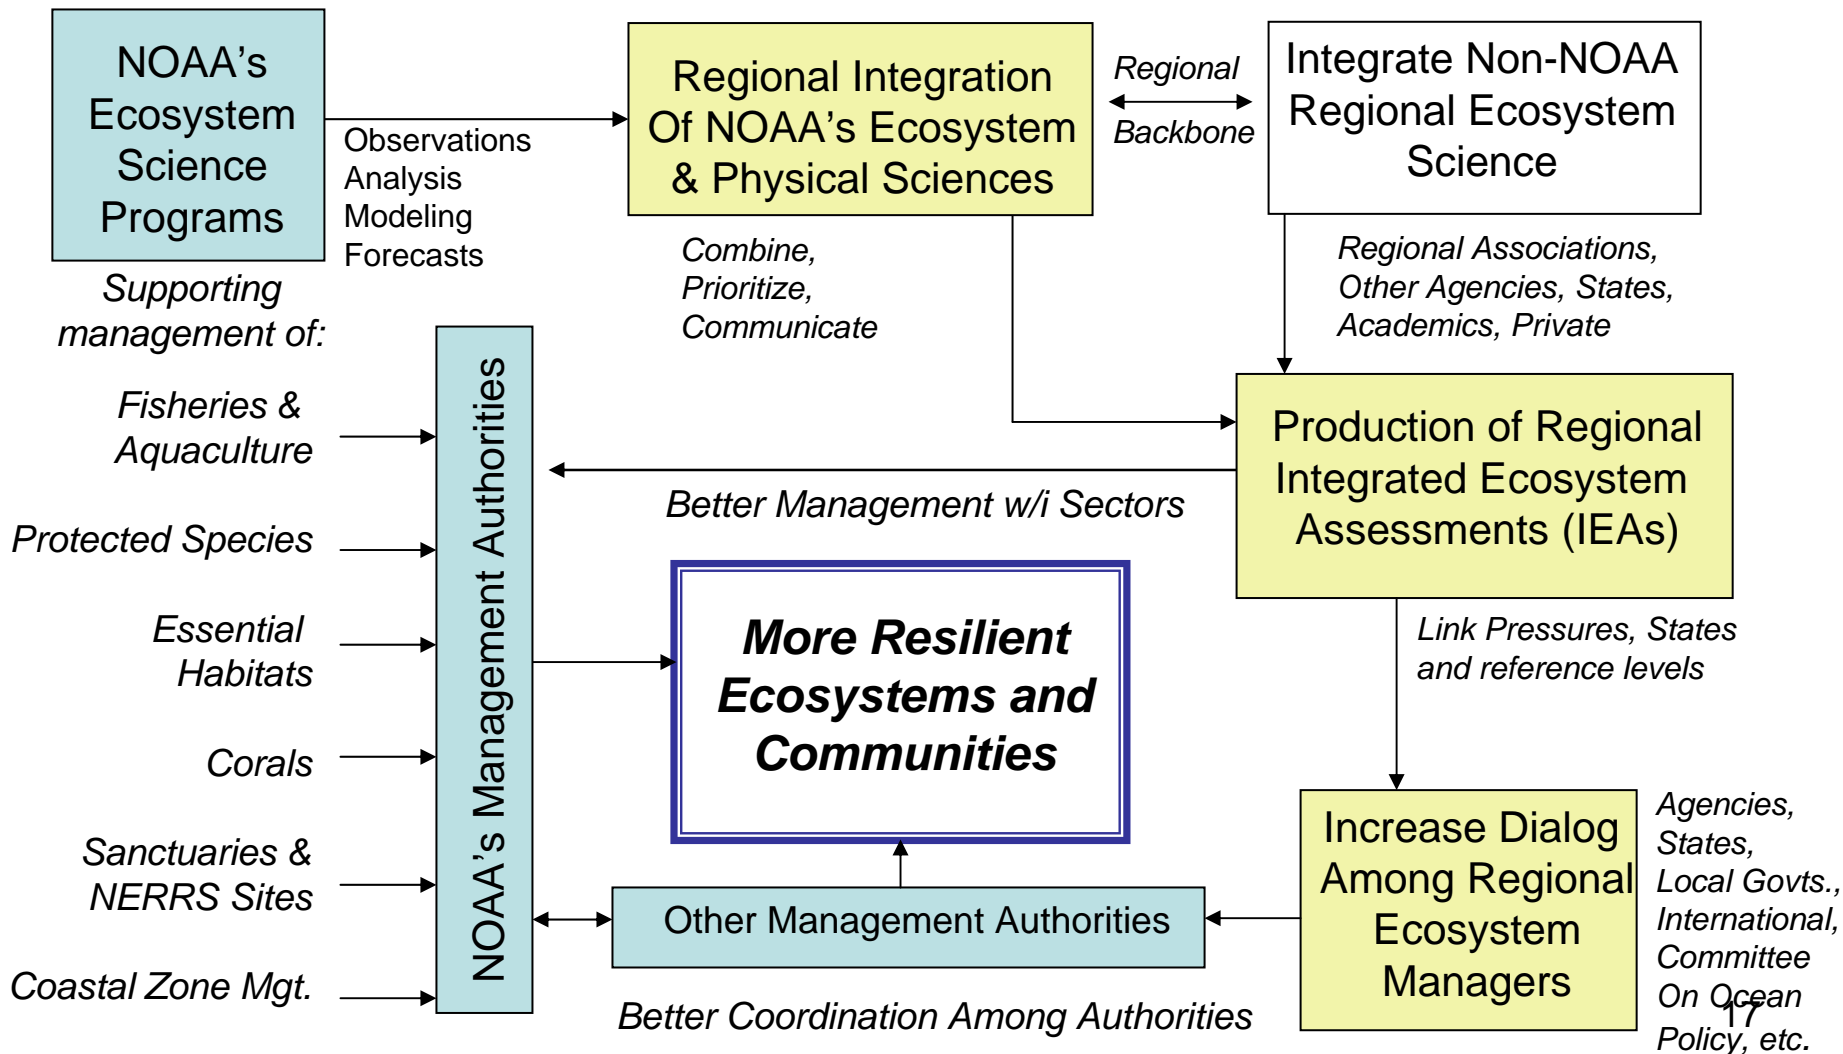 NOAA's
Ecosystem
Science
Programs
Observations
Analysis
Modeling
Forecasts
Regional Integration
Of NOAA's Ecosystem
& Physical Sciences
Regional
Backbone
Integrate Non-NOAA
Regional Ecosystem
Science
Combine,
Prioritize,
Communicate
Regional Associations,
Other Agencies, States,
Academics, Private
Supporting
management of:
Fisheries &
Aquaculture
Protected Species
Essential
Habitats
Corals
Sanctuaries &
NERRS Sites
Coastal Zone Mgt.
NOAA's Management Authorities
Better Management w/i Sectors
Production of Regional
Integrated Ecosystem
Assessments (IEAs)
More Resilient
Ecosystems and
Communities
Link Pressures, States
and reference levels
Other Management Authorities
Better Coordination Among Authorities
Increase Dialog
Among Regional
Ecosystem
Managers
Agencies,
States,
Local Govts.,
International,
Committee
On Ocean
Policy, etc.
17